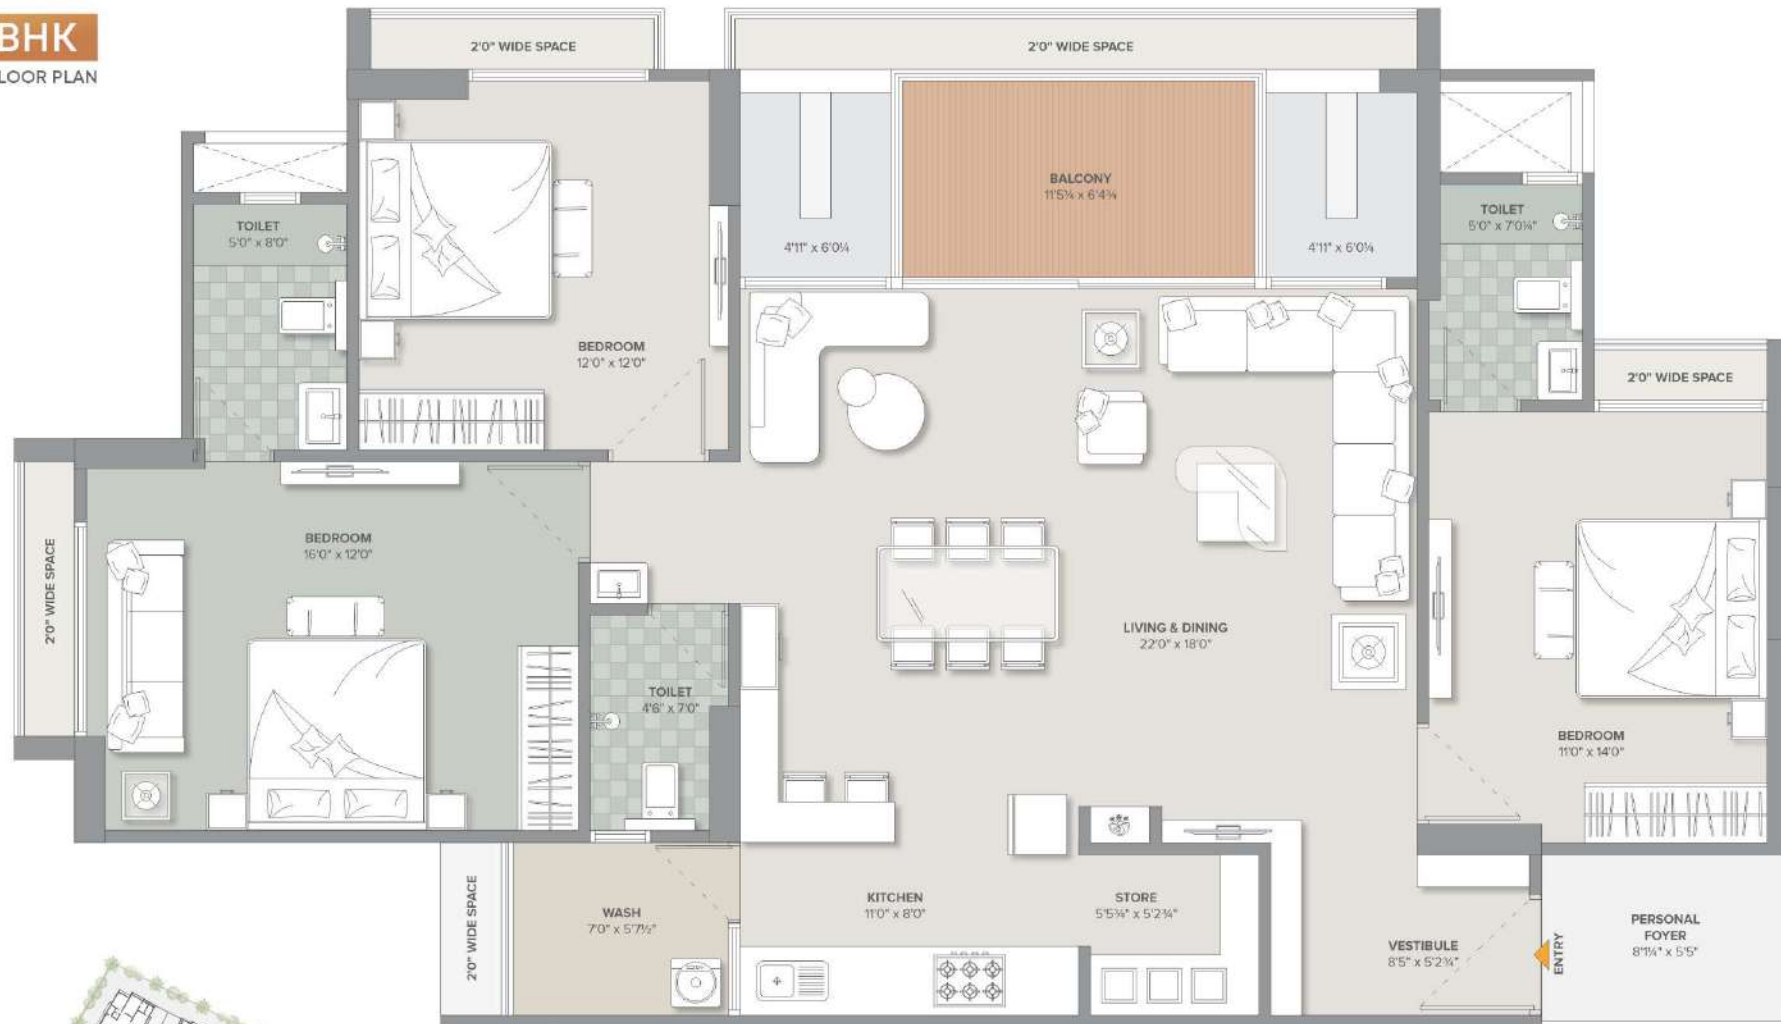 BHK
LOOR PLAN
2'0" WIDE SPACE
2'0" WIDE SPACE
BALCONY
11'5¾ x 6'4¾
4'11" x 6'0¼
4'11" x 6'0¼
TOILET
5'0" x 8'0"
TOILET
5'0" x 7'0¼"
BEDROOM
12'0" x 12'0"
2'0" WIDE SPACE
BEDROOM
16'0" x 12'0"
2'0" WIDE SPACE
LIVING & DINING
22'0" x 18'0"
TOILET
4'6" x 7'0"
BEDROOM
11'0" x 14'0"
2'0" WIDE SPACE
WASH
7'0" x 5'7½"
KITCHEN
11'0" x 8'0"
STORE
5'5¾" x 5'2¾"
VESTIBULE
8'5" x 5'2¾"
ENTRY
PERSONAL
FOYER
8'1¼" x 5'5"